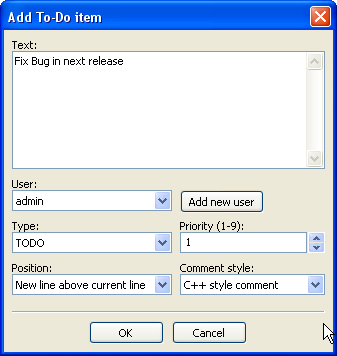 Add To-Do item
Text:
Fix Bug in next release
User:
admin
Add new user
Type:
Priority (1-9):
TODO
1
Position:
Comment style:
New line above current line
C++ style comment
OK
Cancel